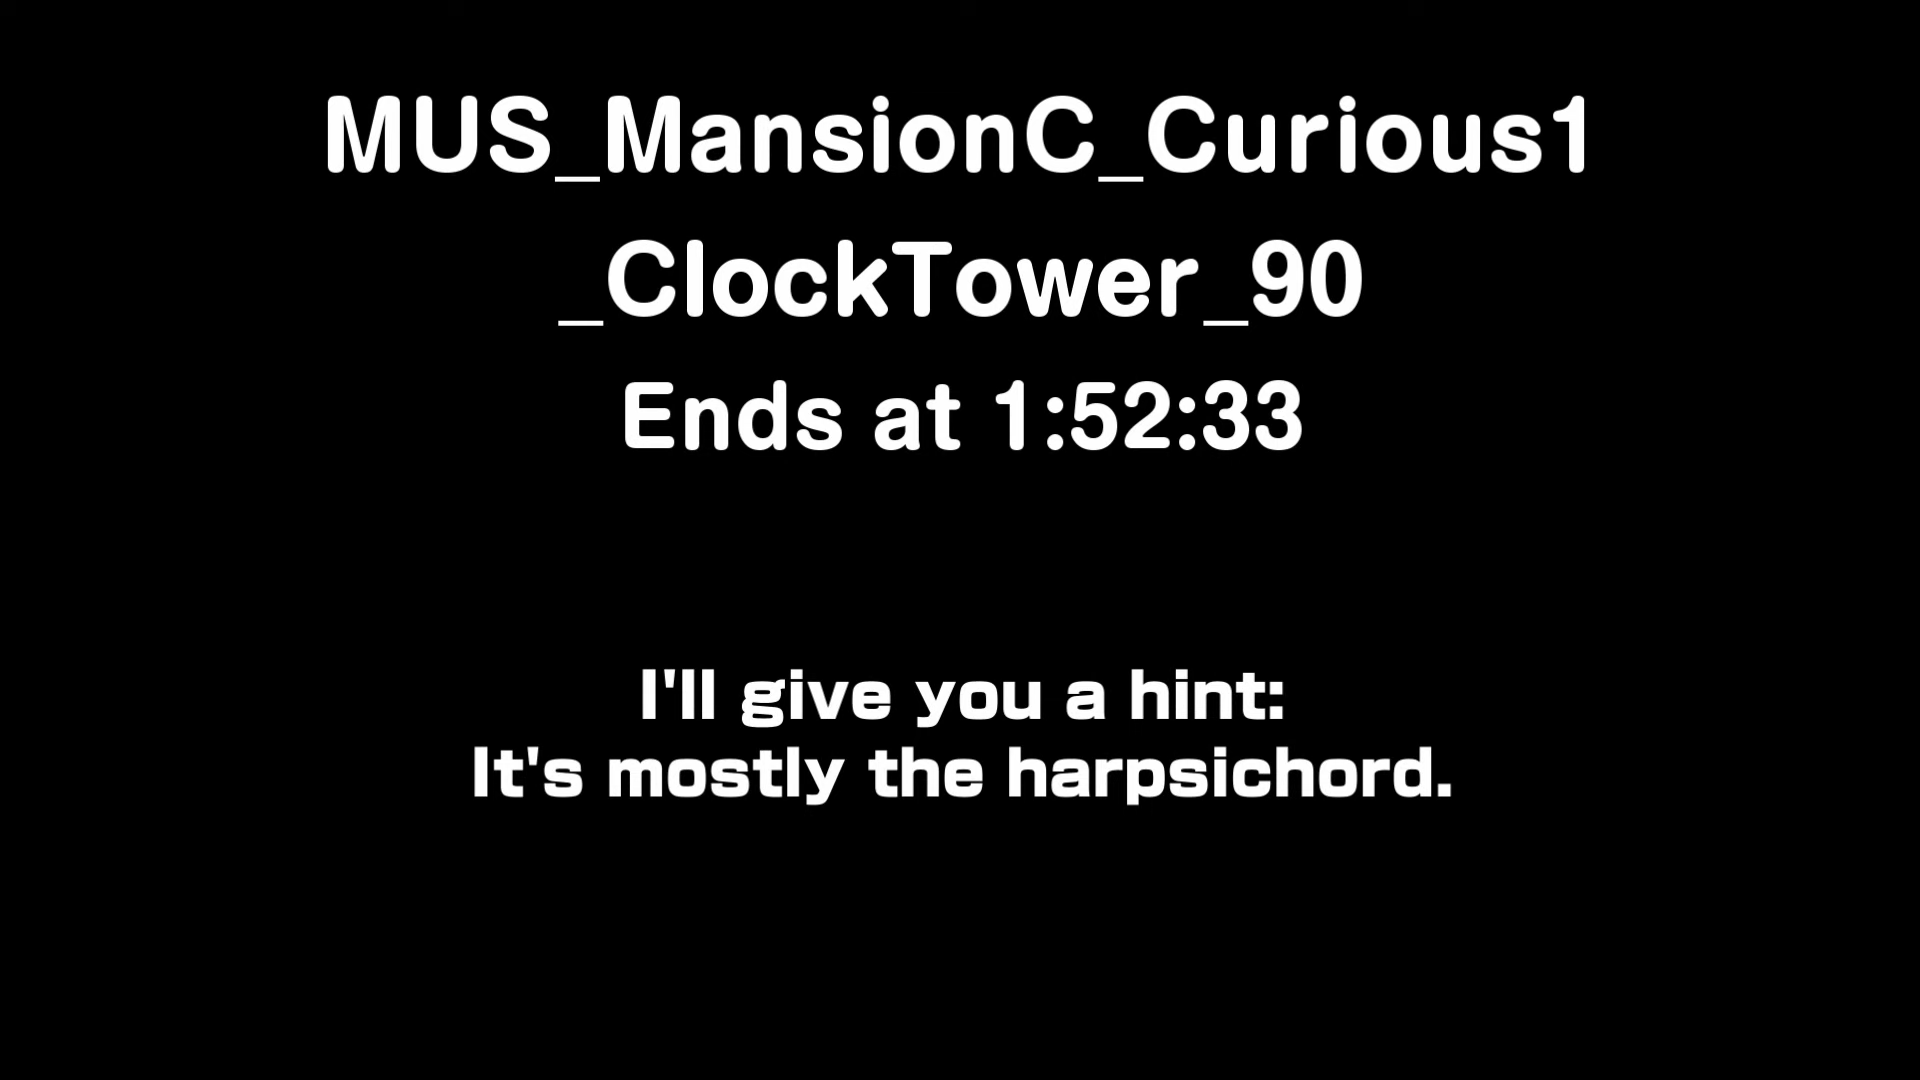 MUS_MansionC_Curious1
_ClockTower_90
Ends at 1:52:33
I'll give you a hint:
It's mostly the harpsichord.